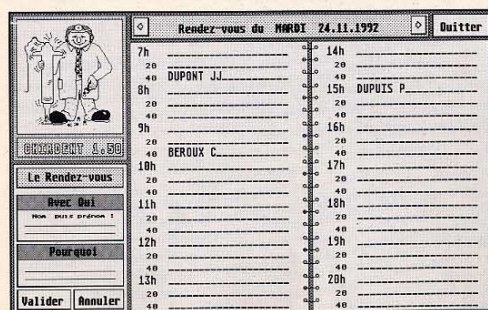 Rendez-vous du MARDI 24.11.1992
Quitter
7h
20
40 DUPONT JJ
8h
20
40
9h
20
40 BEROUX C
10h
20
40
11h
20
40
12h
20
40
13h
20
40
14h
20
40
15h DUPUIS P
20
40
16h
20
40
17h
20
40
18h
20
40
19h
20
40
20h
20
40
CHIRDENT 1.50
Le Rendez-vous
Avec Qui
Nom puis prénom !
Pourquoi
Valider Annuler